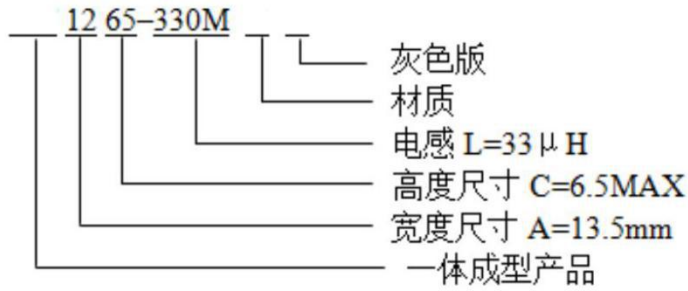 12 65–330M
灰色版
材质
电感 L=33μH
高度尺寸 C=6.5MAX
宽度尺寸 A=13.5mm
一体成型产品